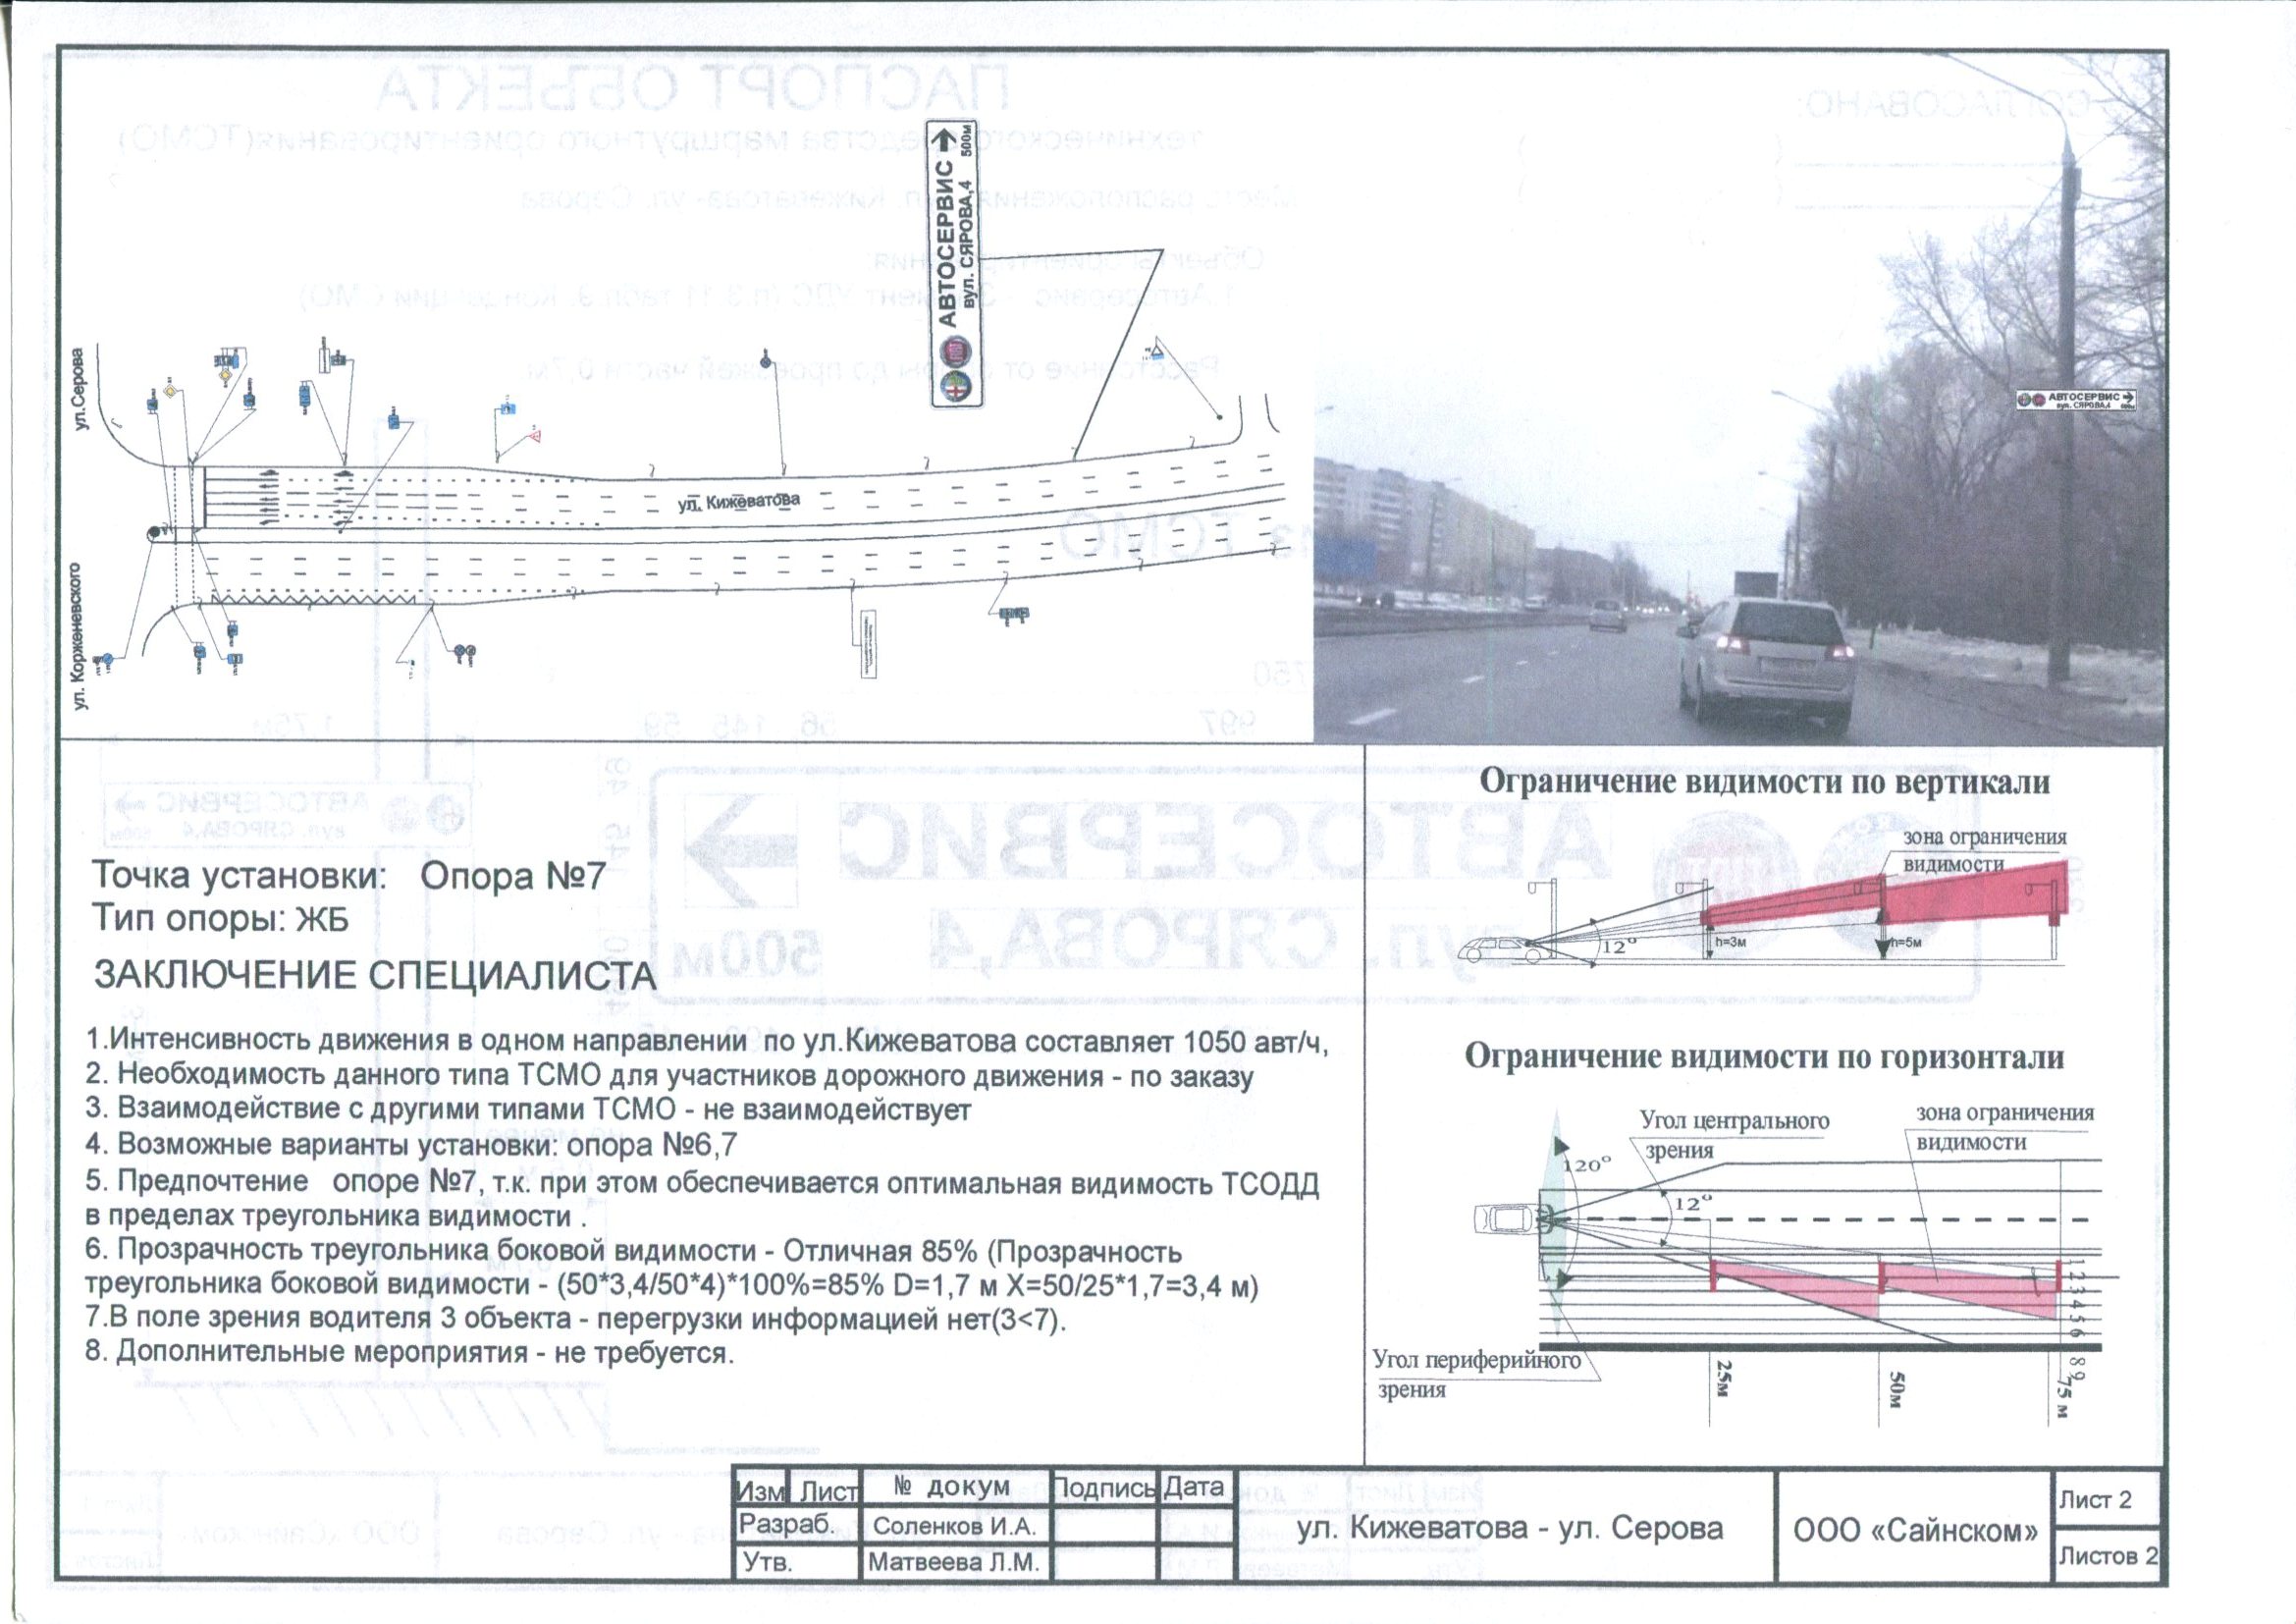 АВТОСЕРВИС
вул. СЯРОВА,4 500м
ул.Серова
ул. Кижеватова
ул. Корженевского
АВТОСЕРВИС
вул. СЯРОВА,4 500м
Точка установки: Опора №7
Тип опоры: ЖБ
ЗАКЛЮЧЕНИЕ СПЕЦИАЛИСТА
1.Интенсивность движения в одном направлении по ул.Кижеватова составляет 1050 авт/ч,
2. Необходимость данного типа ТСМО для участников дорожного движения - по заказу
3. Взаимодействие с другими типами ТСМО - не взаимодействует
4. Возможные варианты установки: опора №6,7
5. Предпочтение опоре №7, т.к. при этом обеспечивается оптимальная видимость ТСОДД
в пределах треугольника видимости .
6. Прозрачность треугольника боковой видимости - Отличная 85% (Прозрачность
треугольника боковой видимости - (50*3,4/50*4)*100%=85% D=1,7 м X=50/25*1,7=3,4 м)
7.В поле зрения водителя 3 объекта - перегрузки информацией нет(3<7).
8. Дополнительные мероприятия - не требуется.
Ограничение видимости по вертикали
зона ограничения
видимости
12°
h=3м
h=5м
Ограничение видимости по горизонтали
Угол центрального
зрения
зона ограничения
видимости
120°
12°
1 2 3 4 5 6
8 9
Угол периферийного
зрения
25м
50м
75 м
Изм Лист № докум Подпись Дата
Разраб. Соленков И.А.
Утв. Матвеева Л.М.
ул. Кижеватова - ул. Серова
ООО «Сайнском»
Лист 2
Листов 2